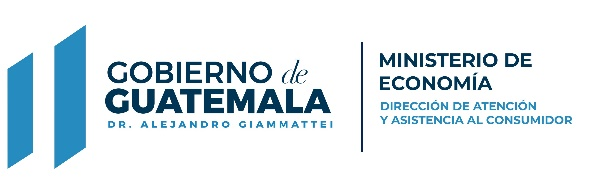 GOBIERNO de
GUATEMALA
DR. ALEJANDRO GIAMMATTEI
MINISTERIO DE
ECONOMÍA
DIRECCIÓN DE ATENCIÓN
Y ASISTENCIA AL CONSUMIDOR